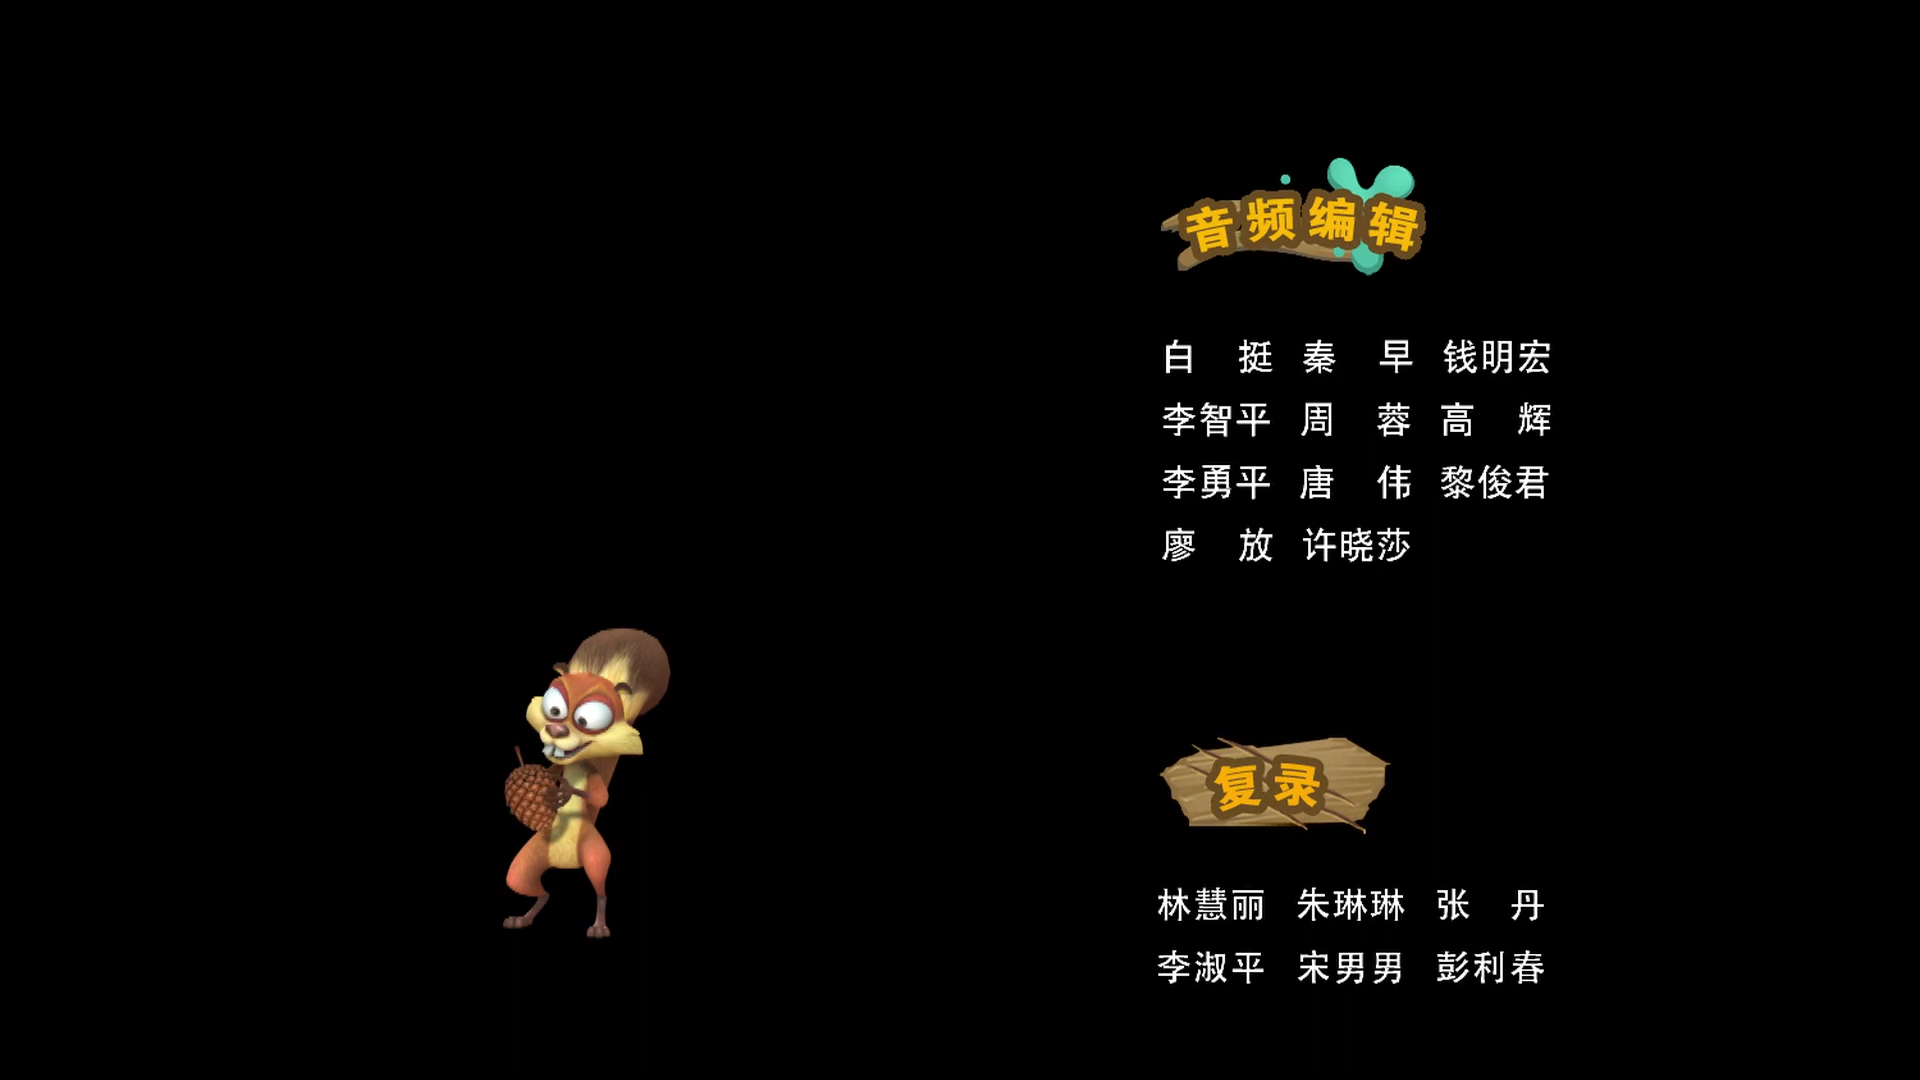 音频编辑
白 挺 秦 早 钱明宏
李智平 周 蓉 高 辉
李勇平 唐 伟 黎俊君
廖 放 许晓莎
复录
林慧丽 朱琳琳 张 丹
李淑平 宋男男 彭利春